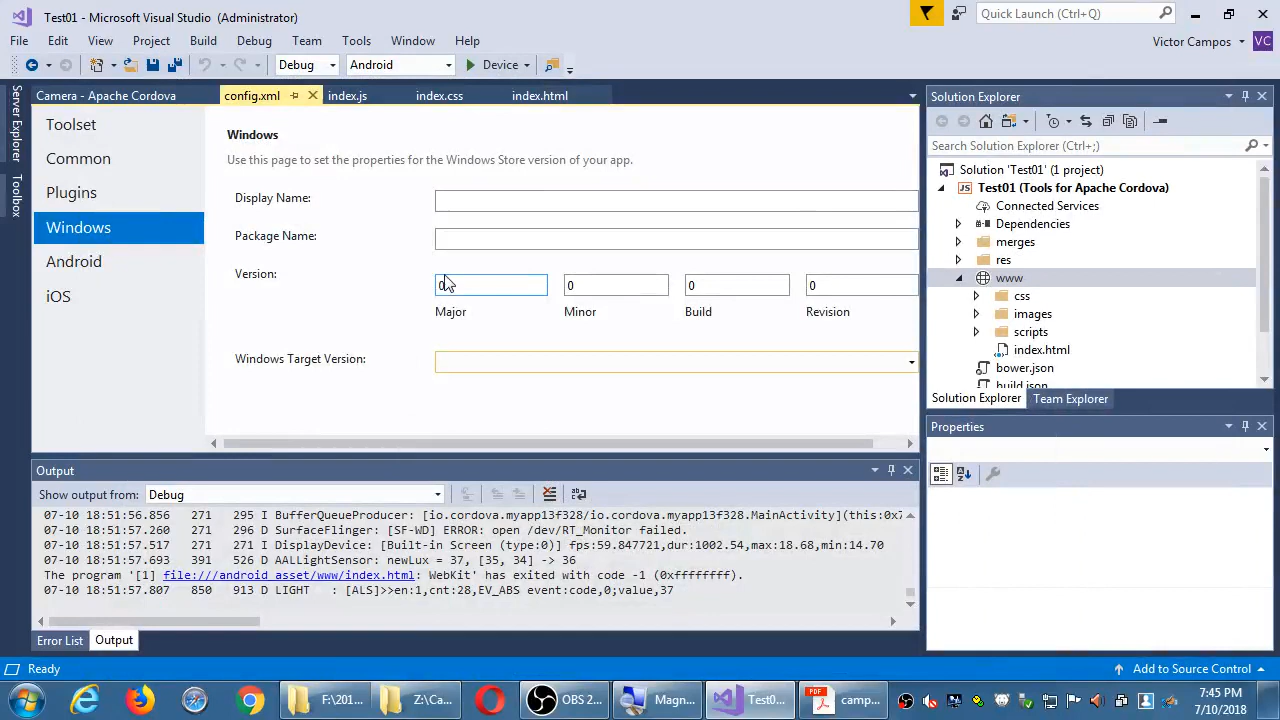 Test01 - Microsoft Visual Studio (Administrator)
Quick Launch (Ctrl+Q)
File Edit View Project Build Debug Team Tools Window Help
Victor Campos VC
Debug Android Device
Server Explorer
Toolbox
Camera - Apache Cordova config.xml index.js index.css index.html
Toolset
Common
Plugins
Windows
Android
iOS
Windows
Use this page to set the properties for the Windows Store version of your app.
Display Name:
Package Name:
Version:
0 0 0 0
Major Minor Build Revision
Windows Target Version:
Output
Show output from: Debug
07-10 18:51:56.856 271 295 I BufferQueueProducer: [io.cordova.myapp13f328/io.cordova.myapp13f328.MainActivity](this:0x7
07-10 18:51:57.260 271 296 D SurfaceFlinger: [SF-WD] ERROR: open /dev/RT_Monitor failed.
07-10 18:51:57.517 271 271 I DisplayDevice: [Built-in Screen (type:0)] fps:59.847721,dur:1002.54,max:18.68,min:14.70
07-10 18:51:57.693 391 526 D AALLightSensor: newLux = 37, [35, 34] -> 36
The program '[1] file:///android_asset/www/index.html: WebKit' has exited with code -1 (0xffffffff).
07-10 18:51:57.807 850 913 D LIGHT : [ALS]>>en:1,cnt:28,EV_ABS event:code,0;value,37
Error List Output
Solution Explorer
Search Solution Explorer (Ctrl+;)
Solution 'Test01' (1 project)
JS Test01 (Tools for Apache Cordova)
Connected Services
Dependencies
merges
res
www
css
images
scripts
index.html
bower.json
build.json
Solution Explorer Team Explorer
Properties
Ready
Add to Source Control
F:\201... Z:\Ca... OBS 2... Magn... Test0... PDF camp...
7:45 PM
7/10/2018